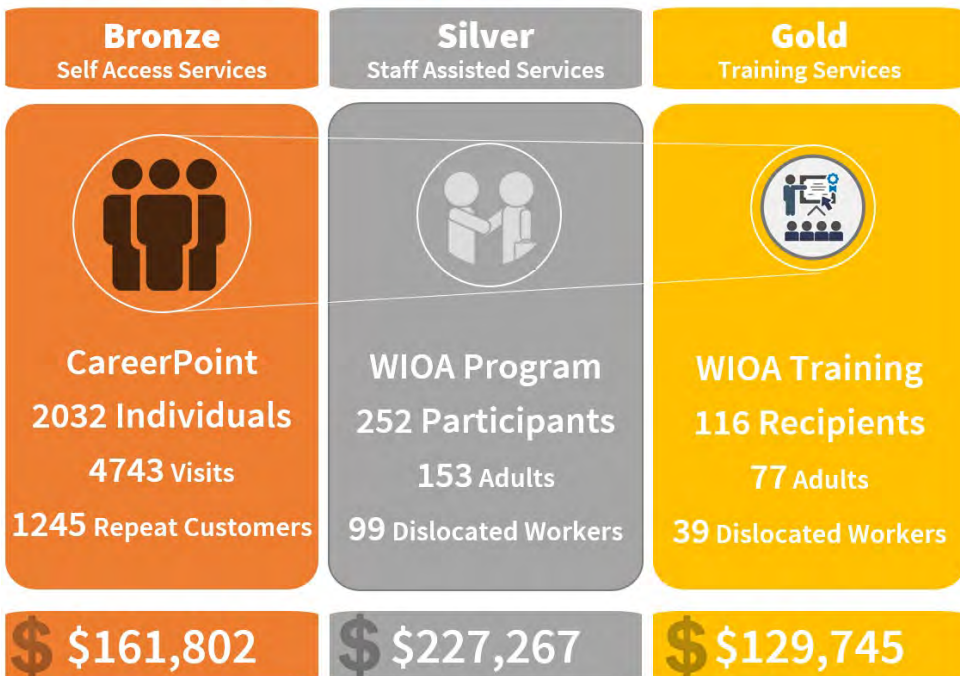 Bronze
Self Access Services
CareerPoint
2032 Individuals
4743 Visits
1245 Repeat Customers
$ $161,802
Silver
Staff Assisted Services
WIOA Program
252 Participants
153 Adults
99 Dislocated Workers
$ $227,267
Gold
Training Services
WIOA Training
116 Recipients
77 Adults
39 Dislocated Workers
$ $129,745